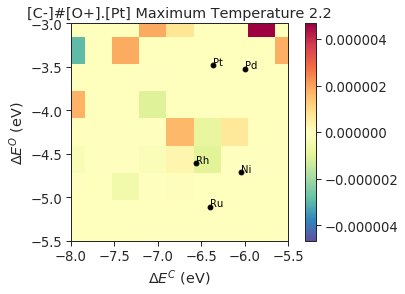 [C-]#[O+].[Pt] Maximum Temperature 2.2
−3.0
−3.5
−4.0
−4.5
−5.0
−5.5
ΔE^O (eV)
Pt
Pd
Rh
Ni
Ru
−8.0 −7.5 −7.0 −6.5 −6.0 −5.5
ΔE^C (eV)
0.000004
0.000002
0.000000
−0.000002
−0.000004